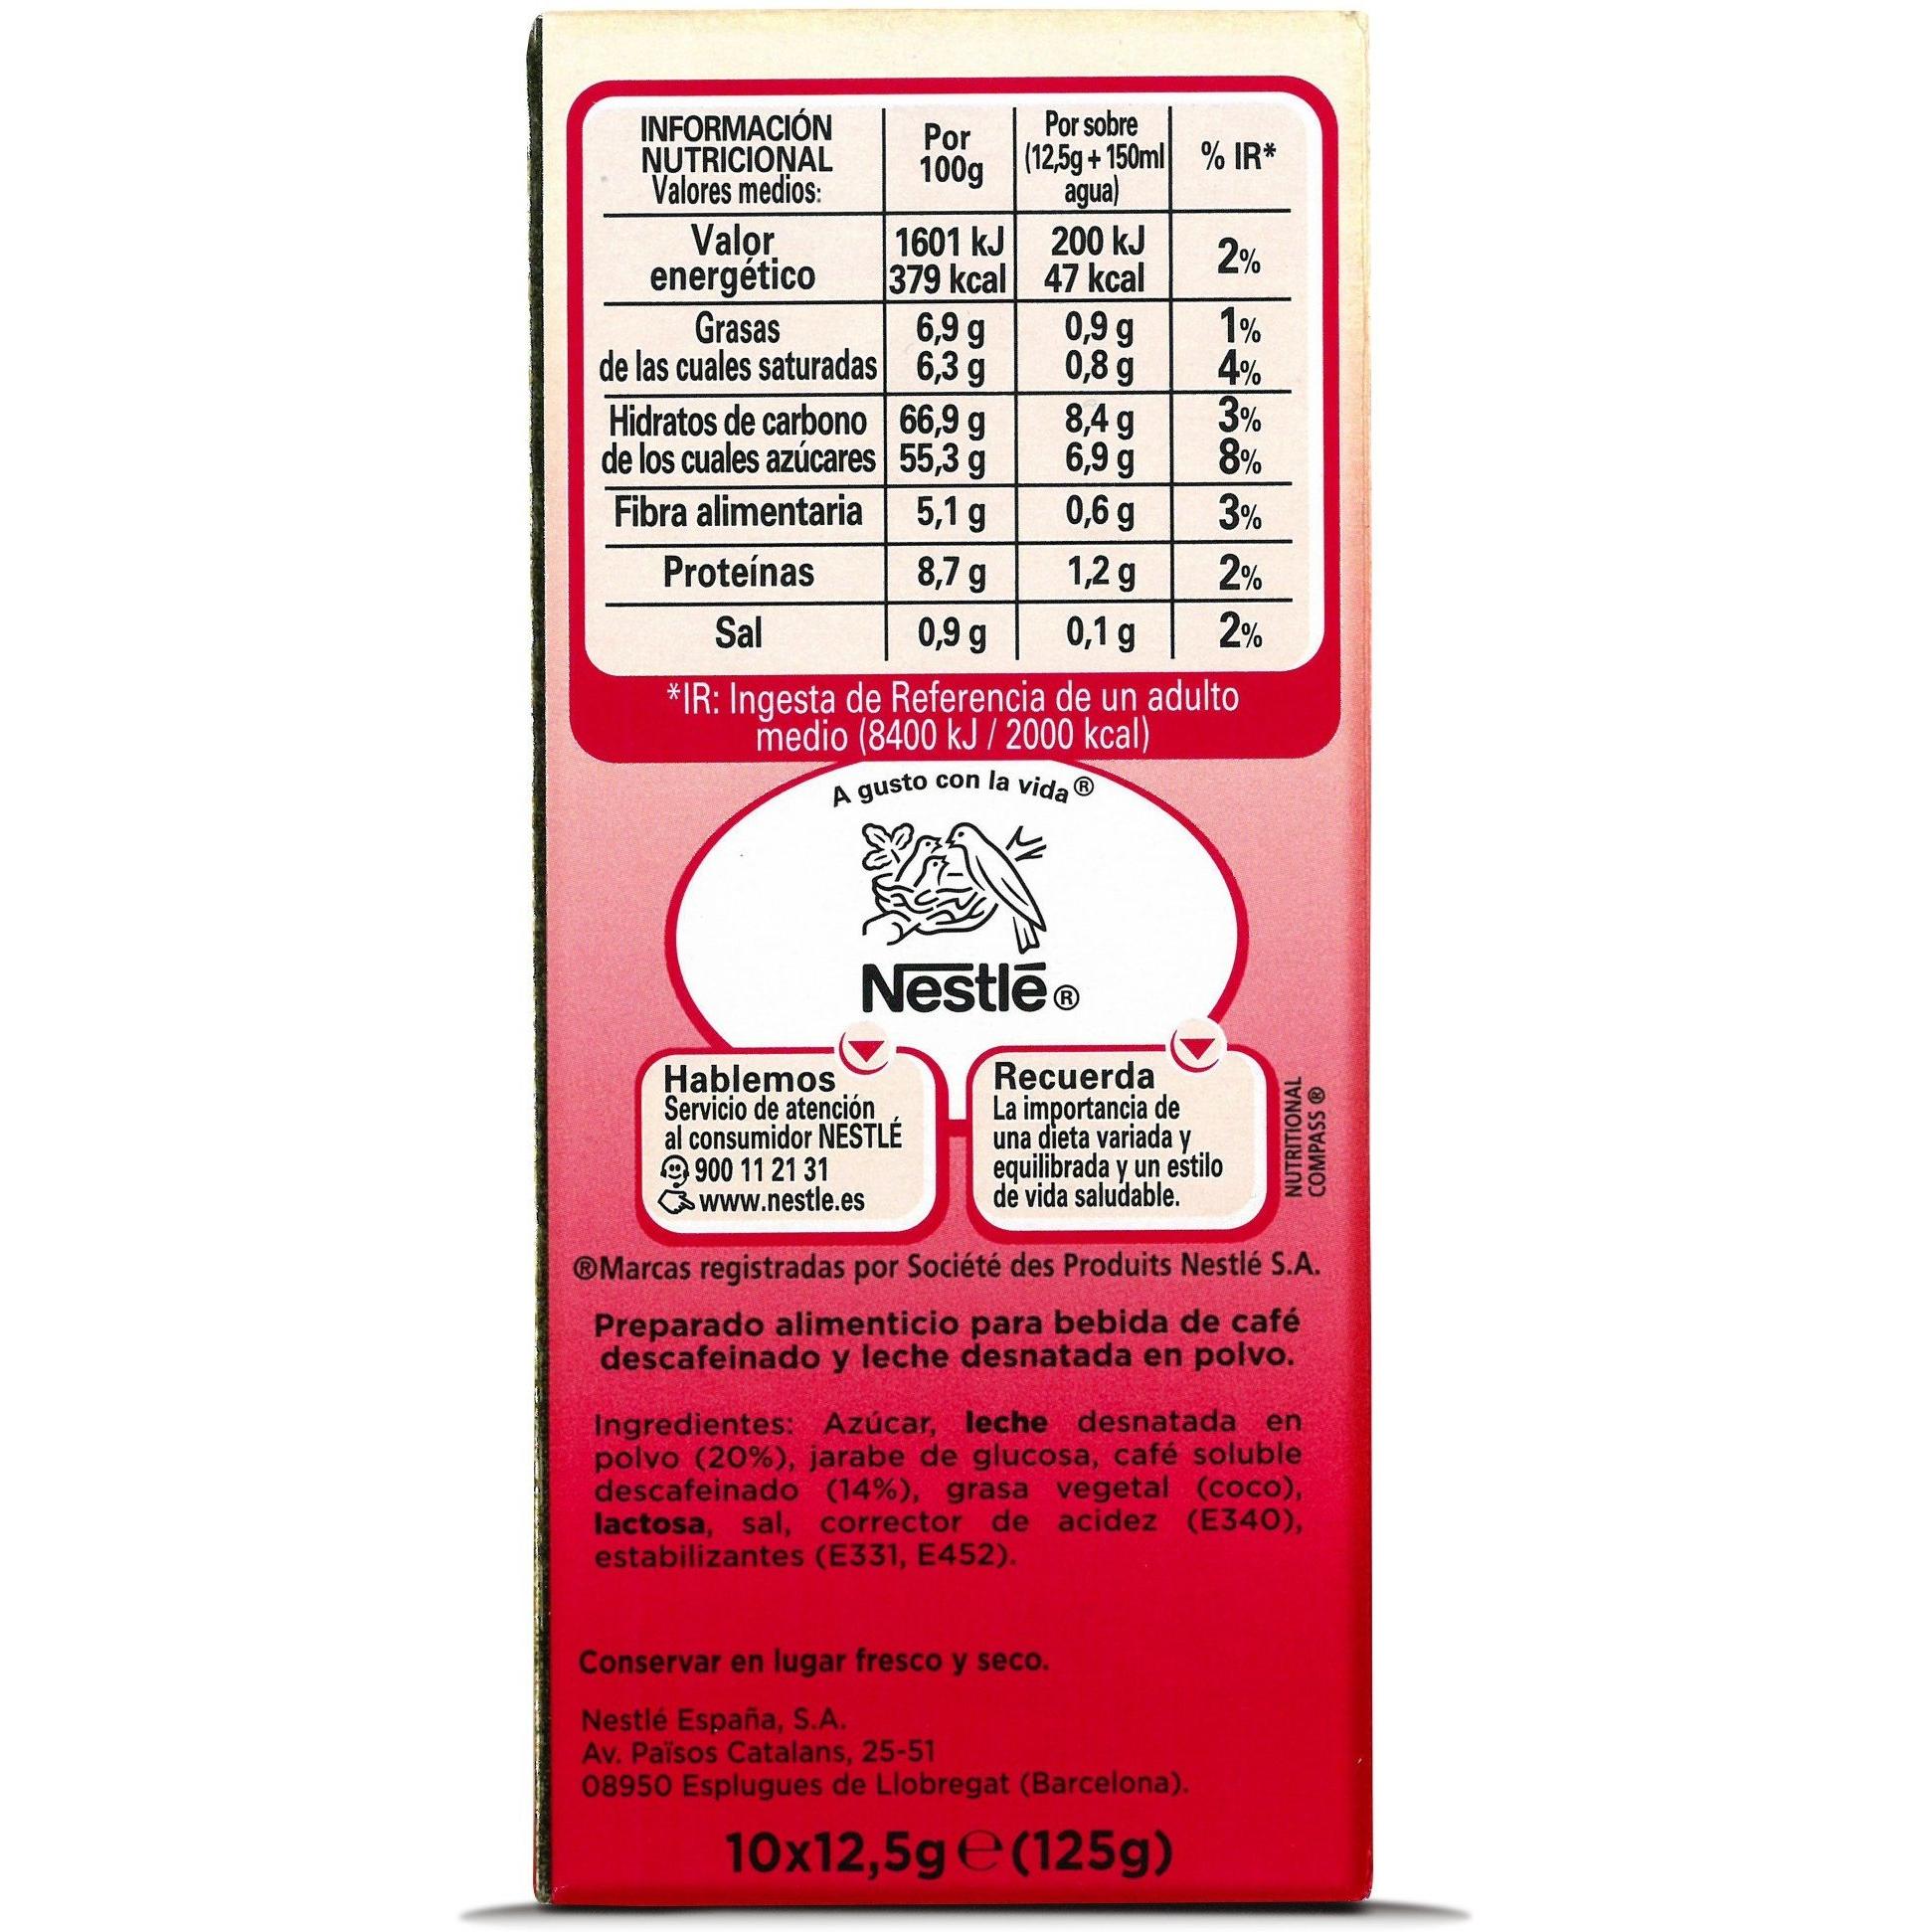 INFORMACIÓN NUTRICIONAL Valores medios: | Por 100g | Por sobre (12,5g + 150ml agua) | % IR*
Valor energético | 1601 kJ 379 kcal | 200 kJ 47 kcal | 2%
Grasas | 6,9 g | 0,9 g | 1%
de las cuales saturadas | 6,3 g | 0,8 g | 4%
Hidratos de carbono | 66,9 g | 8,4 g | 3%
de los cuales azúcares | 55,3 g | 6,9 g | 8%
Fibra alimentaria | 5,1 g | 0,6 g | 3%
Proteínas | 8,7 g | 1,2 g | 2%
Sal | 0,9 g | 0,1 g | 2%
*IR: Ingesta de Referencia de un adulto
medio (8400 kJ / 2000 kcal)
A gusto con la vida®
Nestlé®
Hablemos
Servicio de atención
al consumidor NESTLÉ
900 11 21 31
www.nestle.es
Recuerda
La importancia de
una dieta variada y
equilibrada y un estilo
de vida saludable.
NUTRITIONAL
COMPASS ®
®Marcas registradas por Société des Produits Nestlé S.A.
Preparado alimenticio para bebida de café
descafeinado y leche desnatada en polvo.
Ingredientes: Azúcar, leche desnatada en
polvo (20%), jarabe de glucosa, café soluble
descafeinado (14%), grasa vegetal (coco),
lactosa, sal, corrector de acidez (E340),
estabilizantes (E331, E452).
Conservar en lugar fresco y seco.
Nestlé España, S.A.
Av. Països Catalans, 25-51
08950 Esplugues de Llobregat (Barcelona).
10x12,5g ℮ (125g)